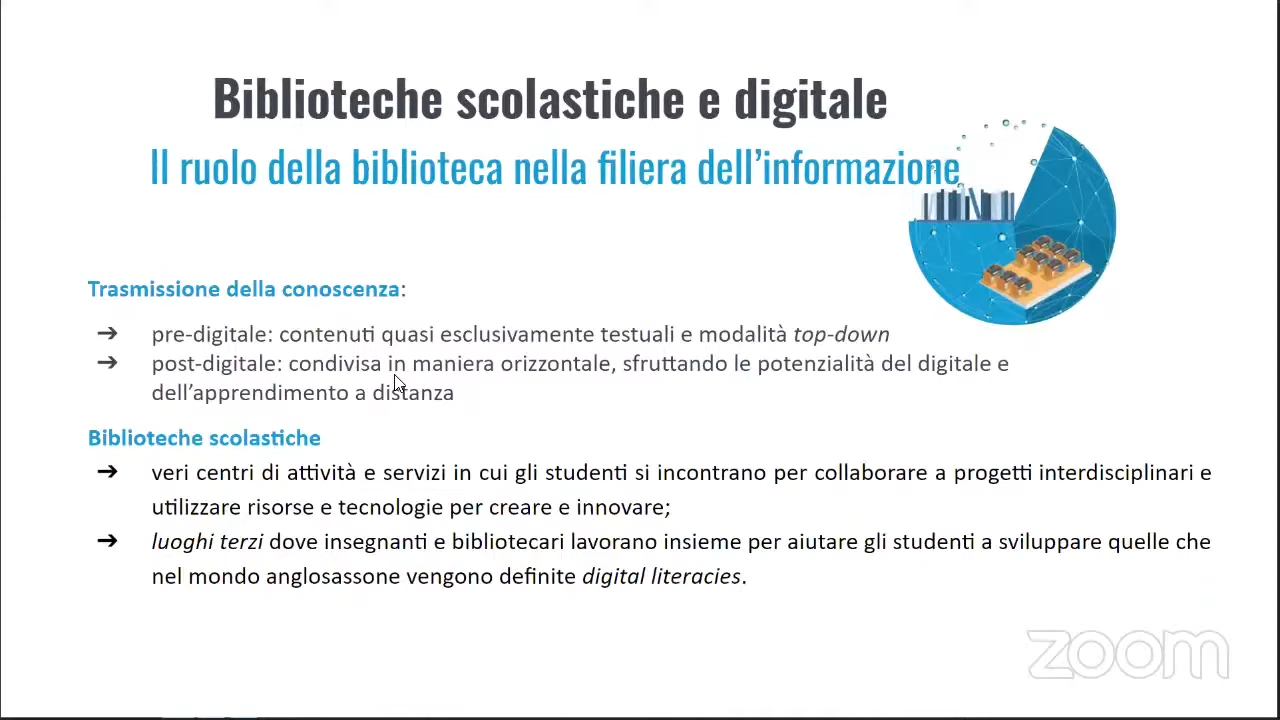 Biblioteche scolastiche e digitale
Il ruolo della biblioteca nella filiera dell’informazione
Trasmissione della conoscenza:
➔ pre-digitale: contenuti quasi esclusivamente testuali e modalità top-down
➔ post-digitale: condivisa in maniera orizzontale, sfruttando le potenzialità del digitale e
dell’apprendimento a distanza
Biblioteche scolastiche
➔ veri centri di attività e servizi in cui gli studenti si incontrano per collaborare a progetti interdisciplinari e
utilizzare risorse e tecnologie per creare e innovare;
➔ luoghi terzi dove insegnanti e bibliotecari lavorano insieme per aiutare gli studenti a sviluppare quelle che
nel mondo anglosassone vengono definite digital literacies.
zoom